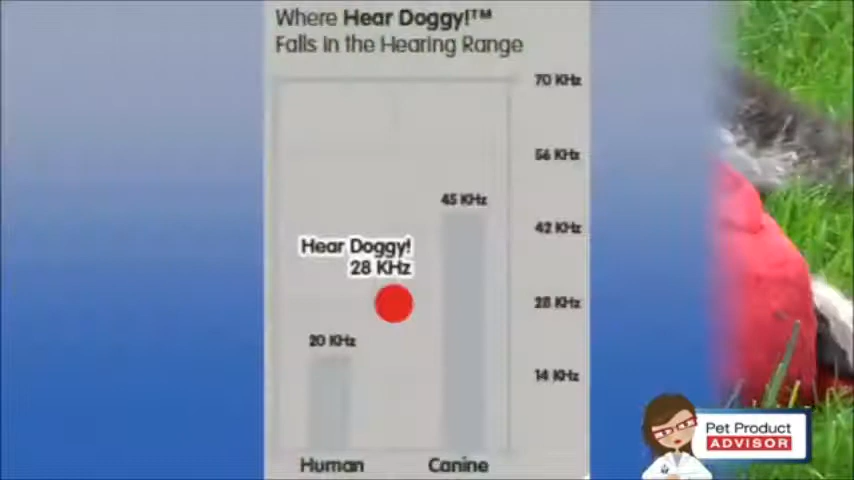 Where Hear Doggy!™
Falls in the Hearing Range
70 KHz
56 KHz
45 KHz
42 KHz
Hear Doggy!
28 KHz
28 KHz
20 KHz
14 KHz
Human
Canine
Pet Product
ADVISOR